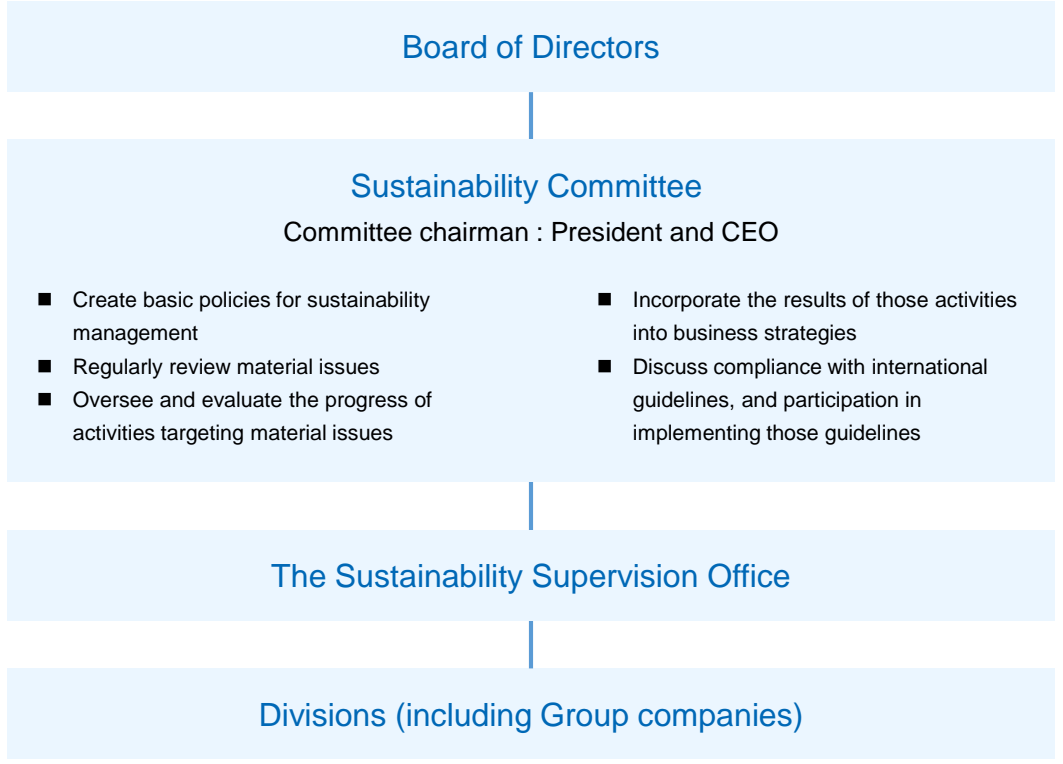 Board of Directors
Sustainability Committee
Committee chairman : President and CEO
■ Create basic policies for sustainability
management
■ Regularly review material issues
■ Oversee and evaluate the progress of
activities targeting material issues
■ Incorporate the results of those activities
into business strategies
■ Discuss compliance with international
guidelines, and participation in
implementing those guidelines
The Sustainability Supervision Office
Divisions (including Group companies)